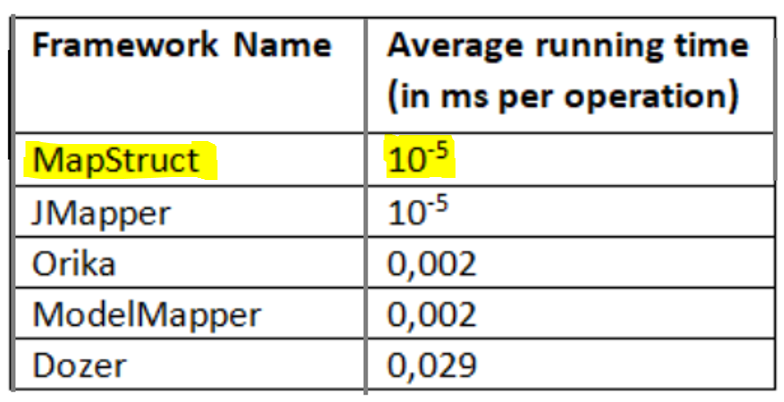 Framework Name
Average running time
(in ms per operation)
MapStruct 10⁻⁵
JMapper 10⁻⁵
Orika 0,002
ModelMapper 0,002
Dozer 0,029